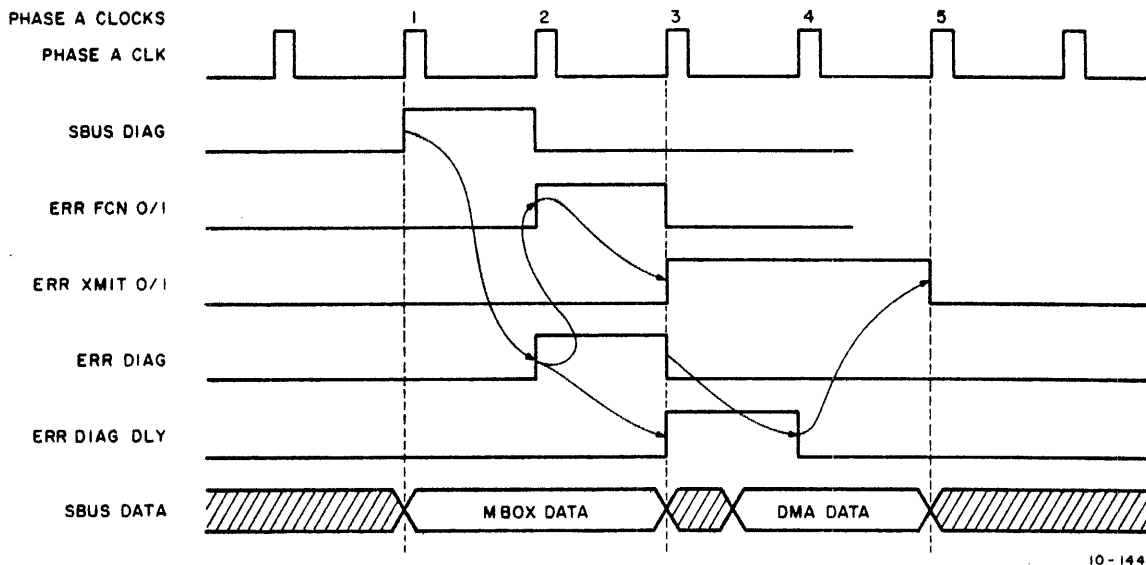 PHASE A CLOCKS 1 2 3 4 5
PHASE A CLK
SBUS DIAG
ERR FCN 0/1
ERR XMIT 0/1
ERR DIAG
ERR DIAG DLY
SBUS DATA MBOX DATA DMA DATA
10-144